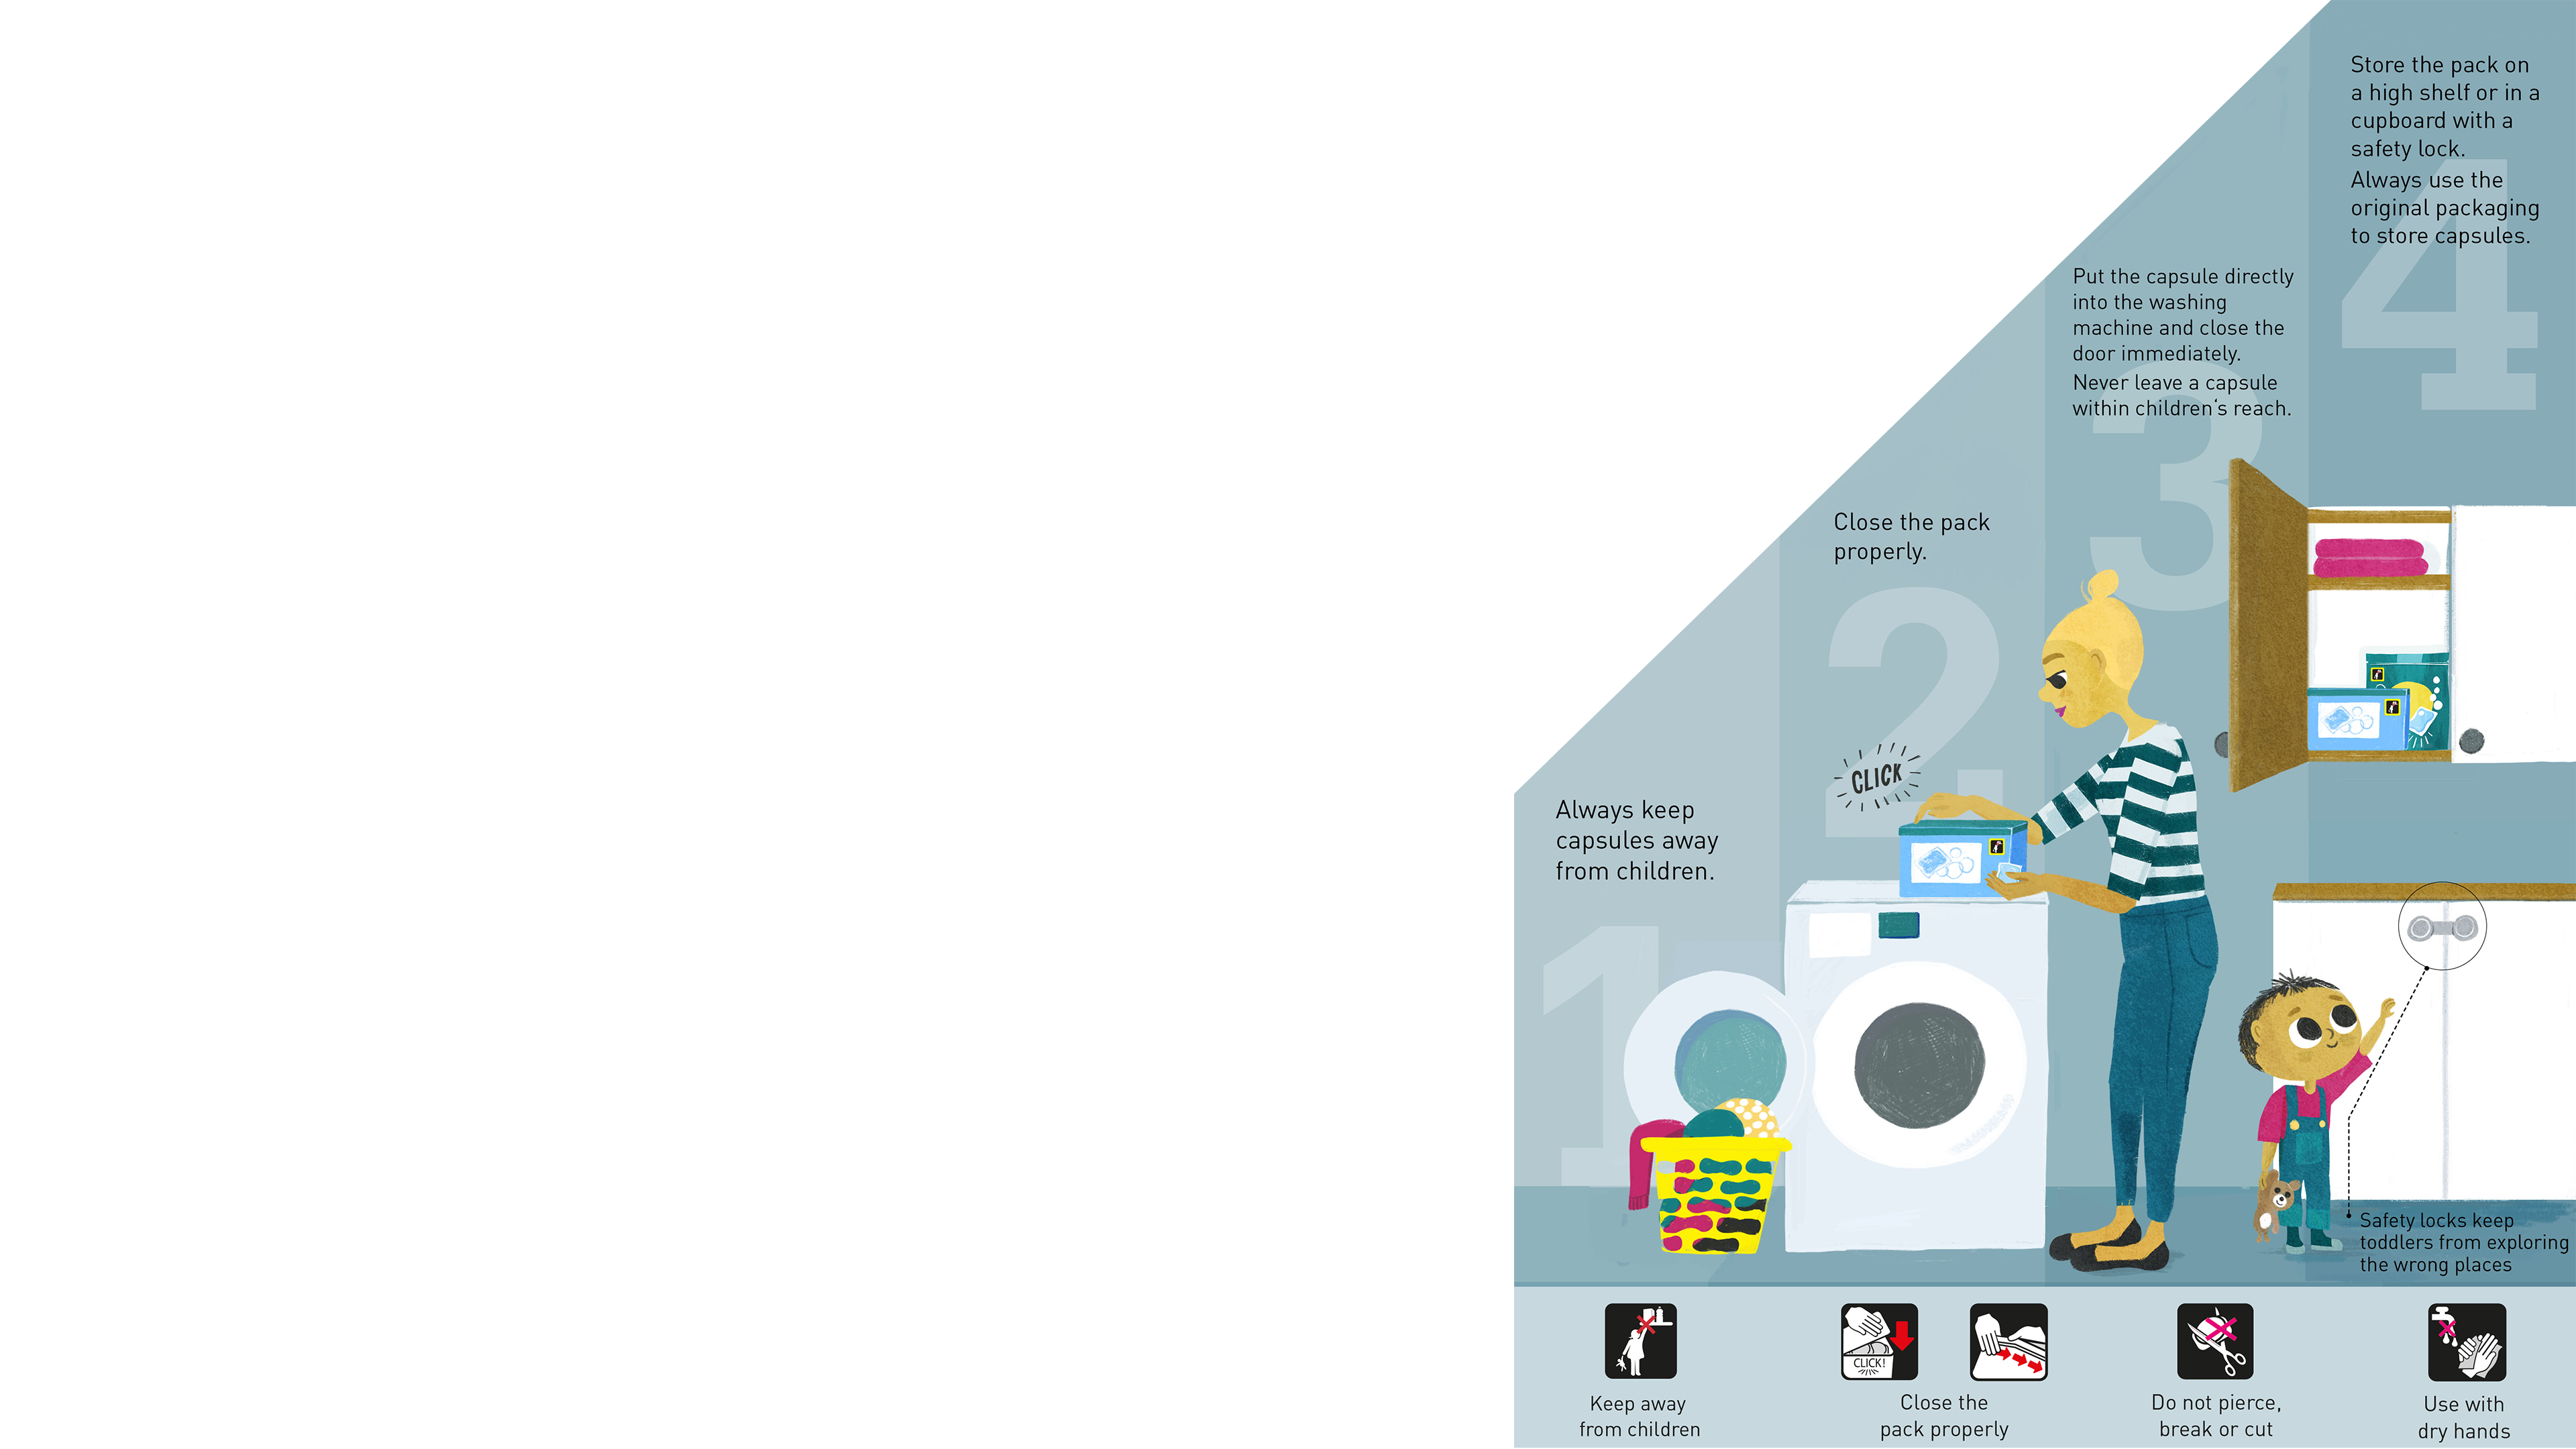 1
Always keep
capsules away
from children.
2
Close the pack
properly.
CLICK
3
Put the capsule directly
into the washing
machine and close the
door immediately.
Never leave a capsule
within children‘s reach.
4
Store the pack on
a high shelf or in a
cupboard with a
safety lock.
Always use the
original packaging
to store capsules.
Safety locks keep
toddlers from exploring
the wrong places
Keep away
from children
CLICK!
Close the
pack properly
Do not pierce,
break or cut
Use with
dry hands